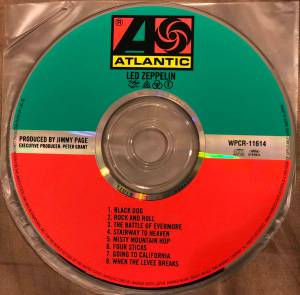 ATLANTIC
LED ZEPPELIN
PRODUCED BY JIMMY PAGE
EXECUTIVE PRODUCER: PETER GRANT
WPCR-11614
STEREO
1. BLACK DOG
2. ROCK AND ROLL
3. THE BATTLE OF EVERMORE
4. STAIRWAY TO HEAVEN
5. MISTY MOUNTAIN HOP
6. FOUR STICKS
7. GOING TO CALIFORNIA
8. WHEN THE LEVEE BREAKS